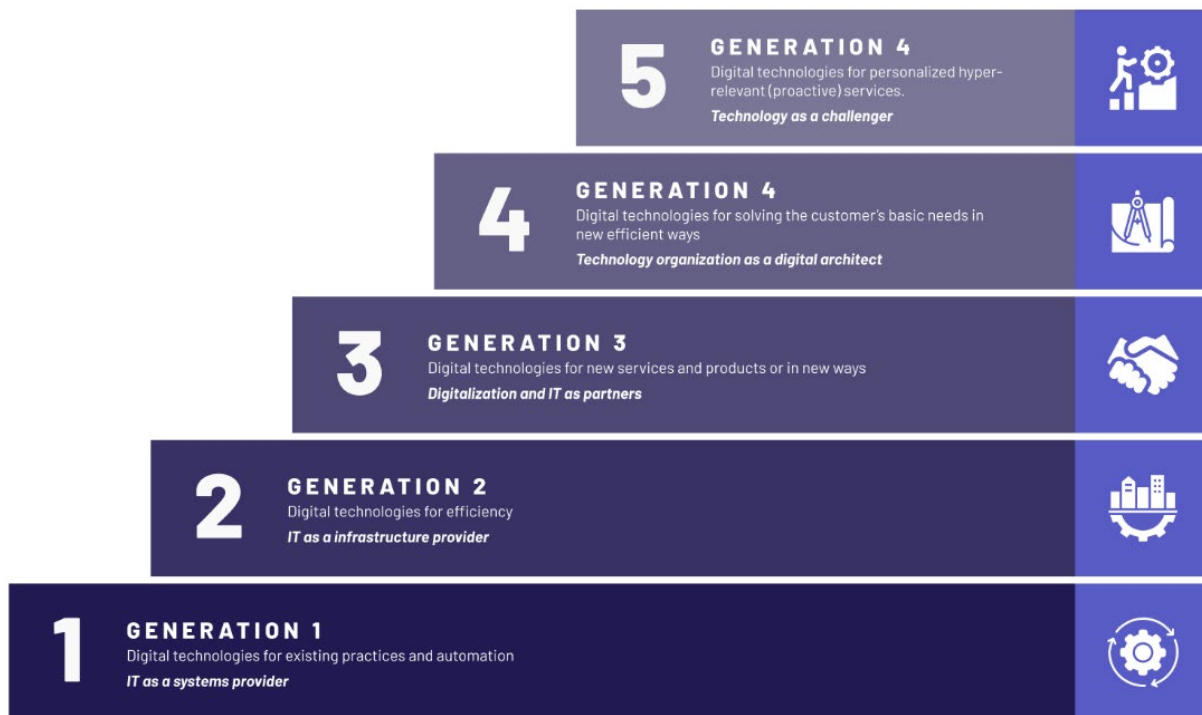 5
GENERATION 4
Digital technologies for personalized hyper-
relevant (proactive) services.
Technology as a challenger
4
GENERATION 4
Digital technologies for solving the customer's basic needs in
new efficient ways
Technology organization as a digital architect
3
GENERATION 3
Digital technologies for new services and products or in new ways
Digitalization and IT as partners
2
GENERATION 2
Digital technologies for efficiency
IT as a infrastructure provider
1
GENERATION 1
Digital technologies for existing practices and automation
IT as a systems provider